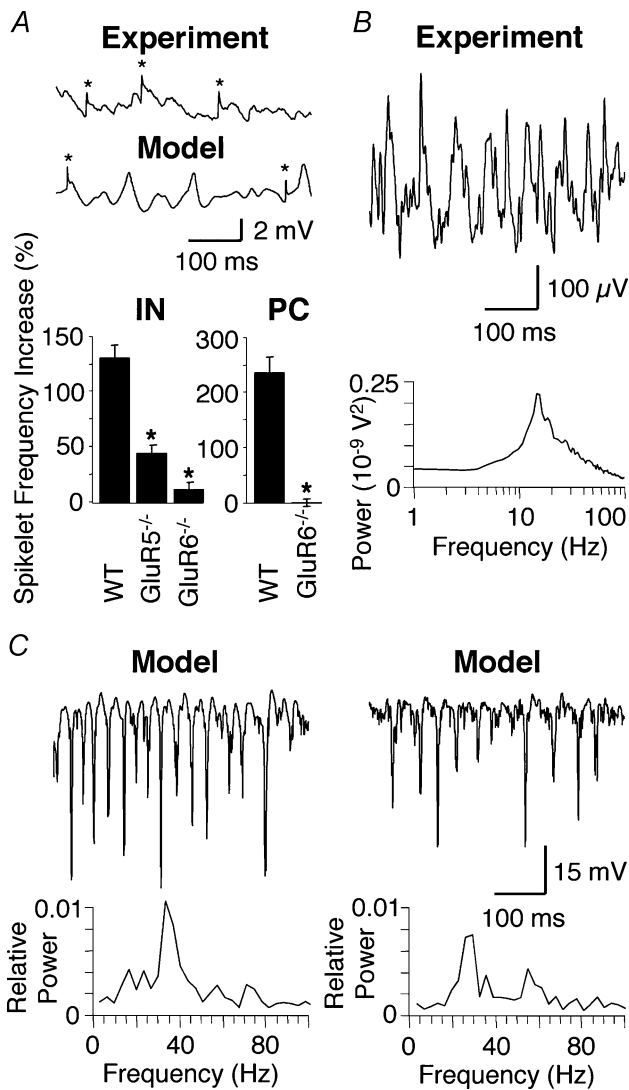 A
Experiment
* * *
Model
* *
2 mV
100 ms
Spikelet Frequency Increase (%)
IN
150
100
50
0
*
*
WT
GluR5-/-
GluR6-/-
PC
300
200
100
0
*
WT
GluR6-/-
B
Experiment
100 µV
100 ms
Power (10-9 V2)
0.25
0
1 10 100
Frequency (Hz)
C
Model
Relative
Power
0.01
0
0 40 80
Frequency (Hz)
Model
15 mV
100 ms
Relative
Power
0.01
0
0 40 80
Frequency (Hz)